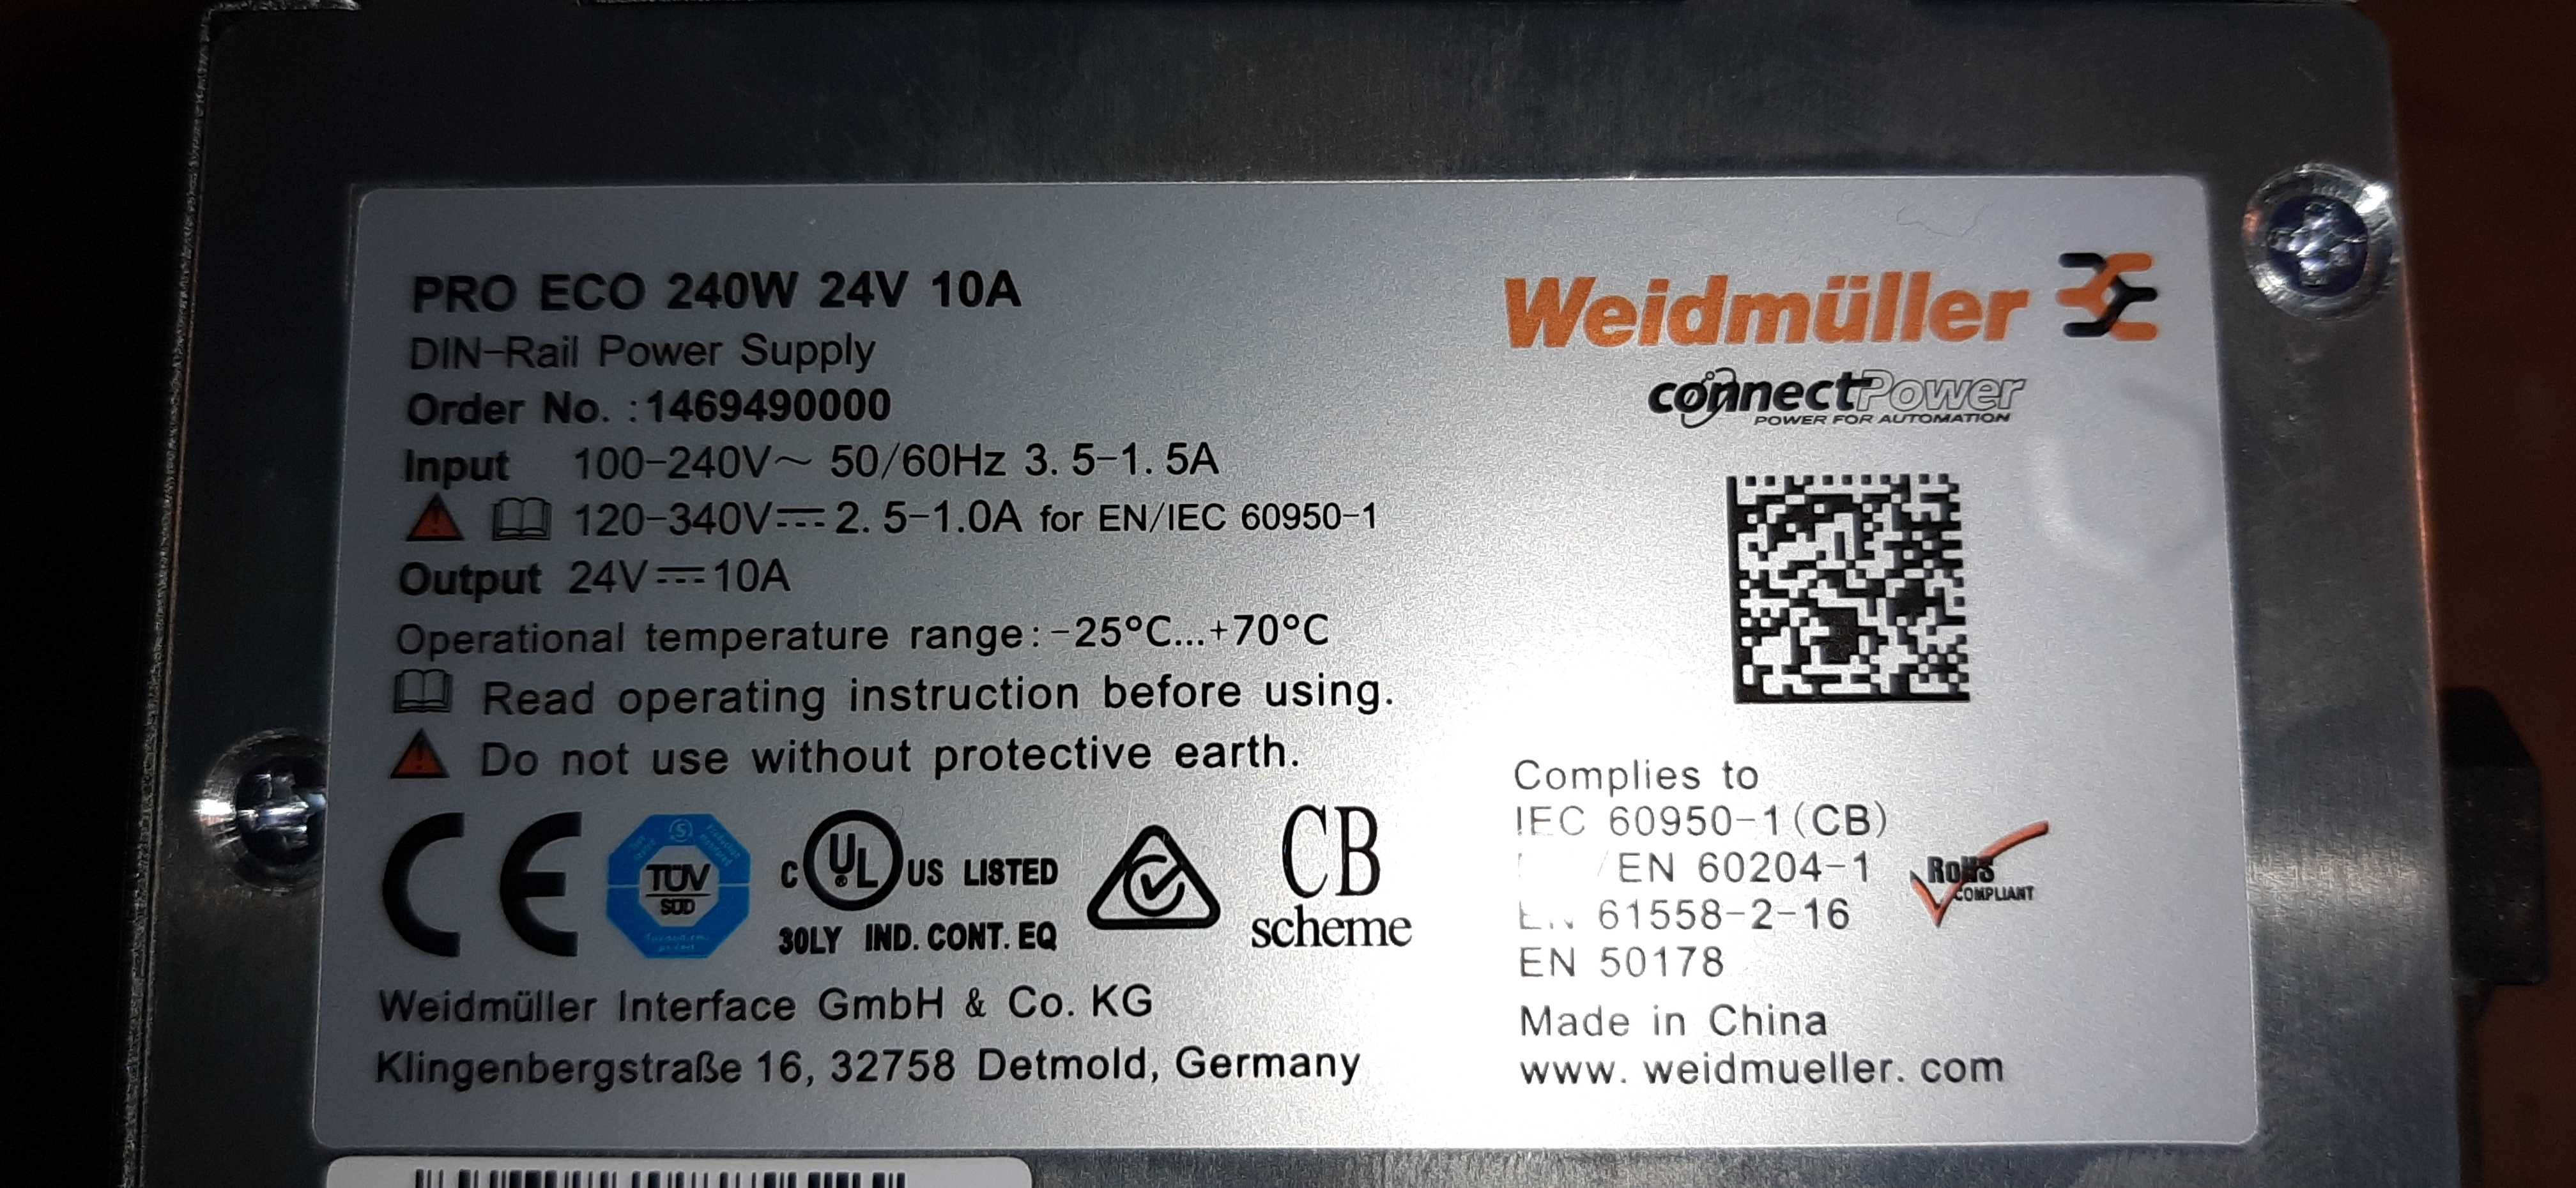 PRO ECO 240W 24V 10A
DIN-Rail Power Supply
Order No. :1469490000
Input 100-240V~ 50/60Hz 3. 5-1. 5A
120-340V⎓2. 5-1.0A for EN/IEC 60950-1
Output 24V⎓10A
Operational temperature range:-25°C...+70°C
Read operating instruction before using.
Do not use without protective earth.
CE
TÜV
SÜD
C UL US LISTED
30LY IND. CONT. EQ
CB
scheme
Weidmüller Interface GmbH & Co. KG
Klingenbergstraße 16, 32758 Detmold, Germany
Weidmüller
connectPower
POWER FOR AUTOMATION
Complies to
IEC 60950-1(CB)
/EN 60204-1
EN 61558-2-16
EN 50178
RoHS
COMPLIANT
Made in China
www. weidmueller. com